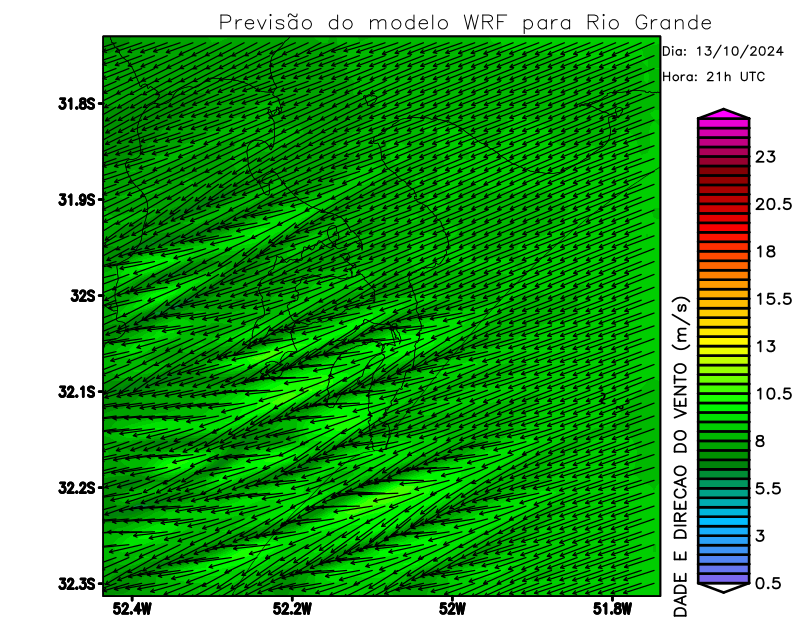 Previsão do modelo WRF para Rio Grande
Dia: 13/10/2024
Hora: 21h UTC
31.8S
31.9S
32S
32.1S
32.2S
32.3S
52.4W
52.2W
52W
51.8W
23
20.5
18
15.5
13
10.5
8
5.5
3
0.5
DADE E DIRECAO DO VENTO (m/s)